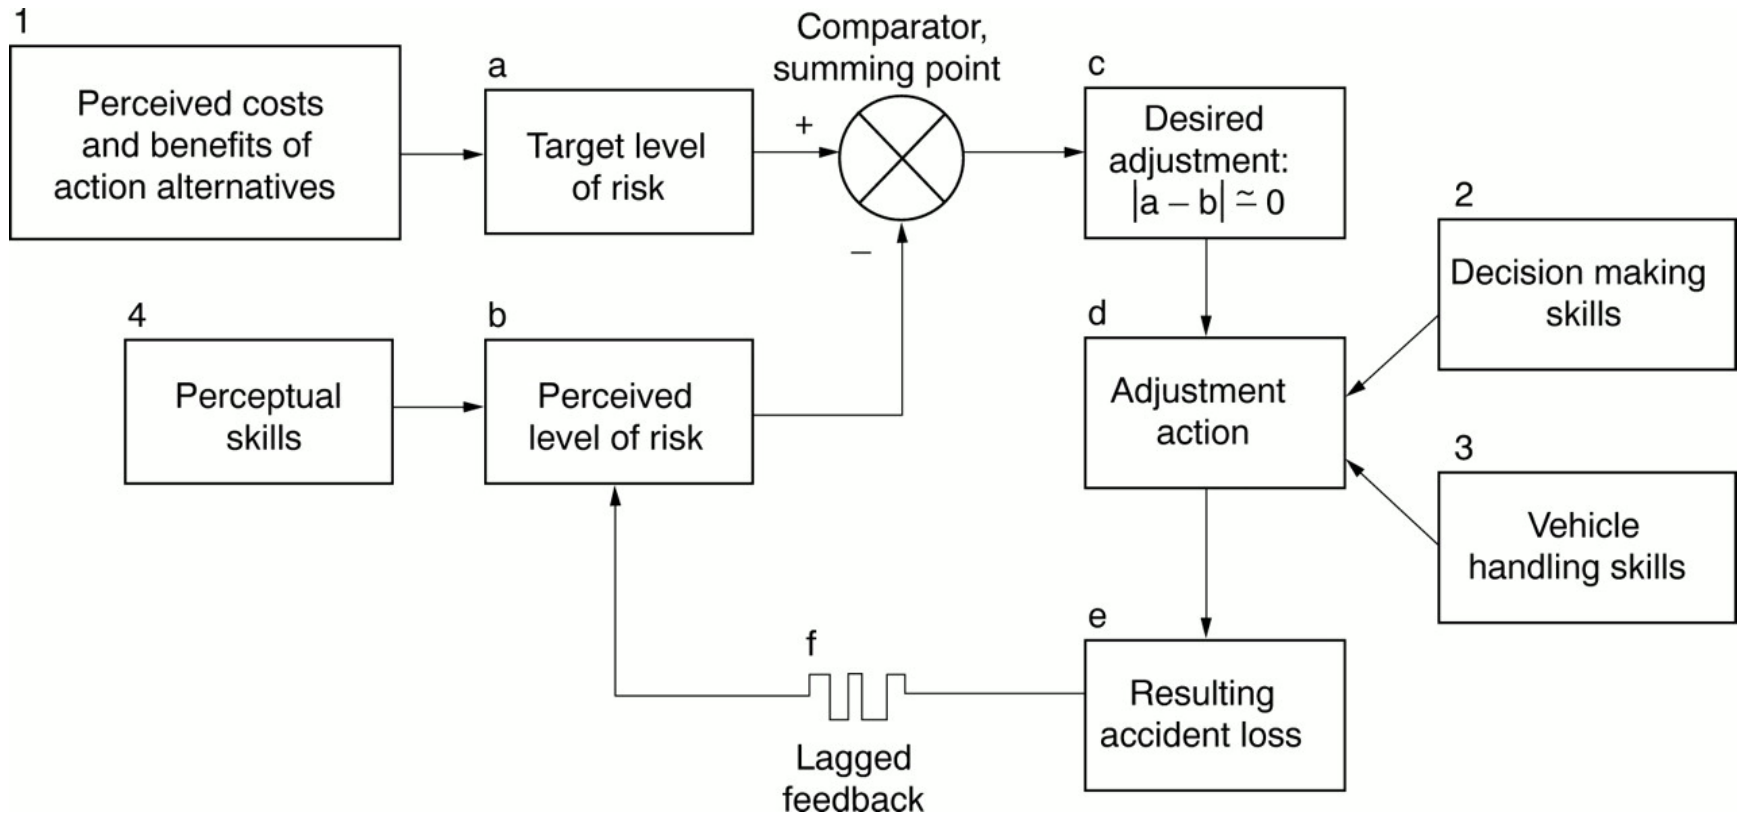 1
Perceived costs
and benefits of
action alternatives
a
Target level
of risk
+
Comparator,
summing point
−
c
Desired
adjustment:
|a − b| ≃ 0
2
Decision making
skills
4
Perceptual
skills
b
Perceived
level of risk
d
Adjustment
action
3
Vehicle
handling skills
e
Resulting
accident loss
f
Lagged
feedback